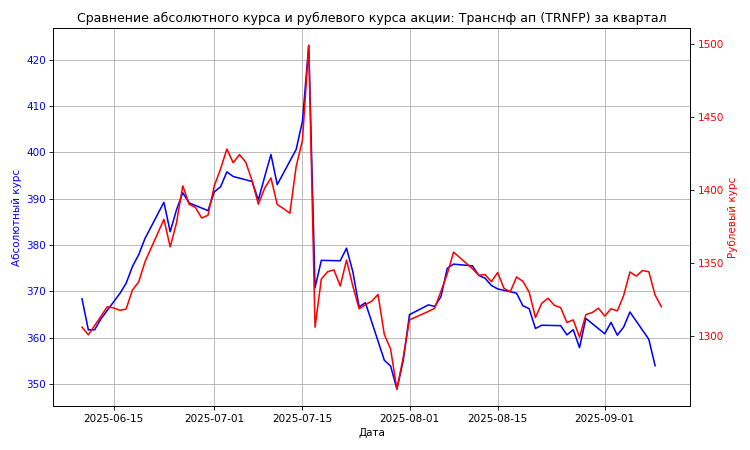 Сравнение абсолютного курса и рублевого курса акции: Транснф ап (TRNFP) за квартал
420
410
400
390
380
370
360
350
Абсолютный курс
1500
1450
1400
1350
1300
Рублевый курс
2025-06-15 2025-07-01 2025-07-15 2025-08-01 2025-08-15 2025-09-01
Дата